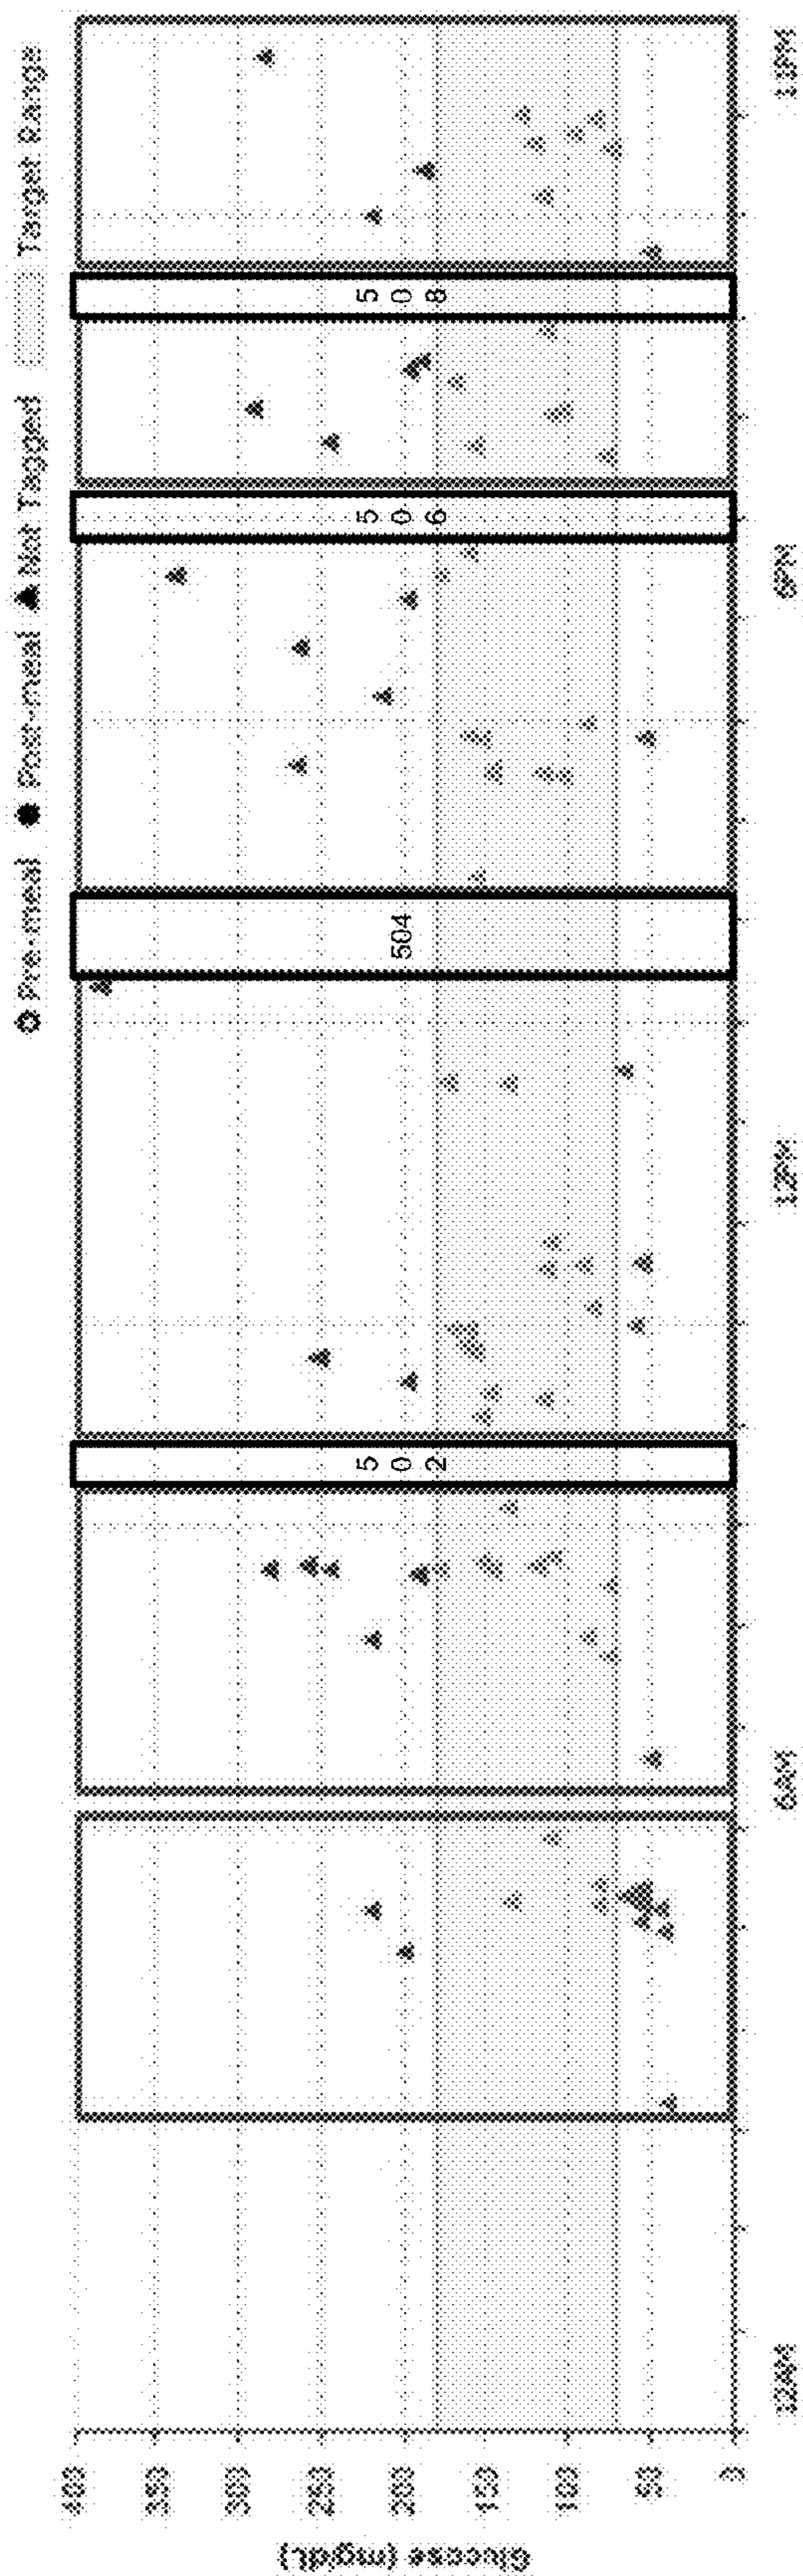 Pre-meal Post-meal Not Tagged Target Range
Glucose (mg/dL)
400
350
300
250
200
150
100
50
0
502
504
506
508
12AM
6AM
12PM
6PM
11PM